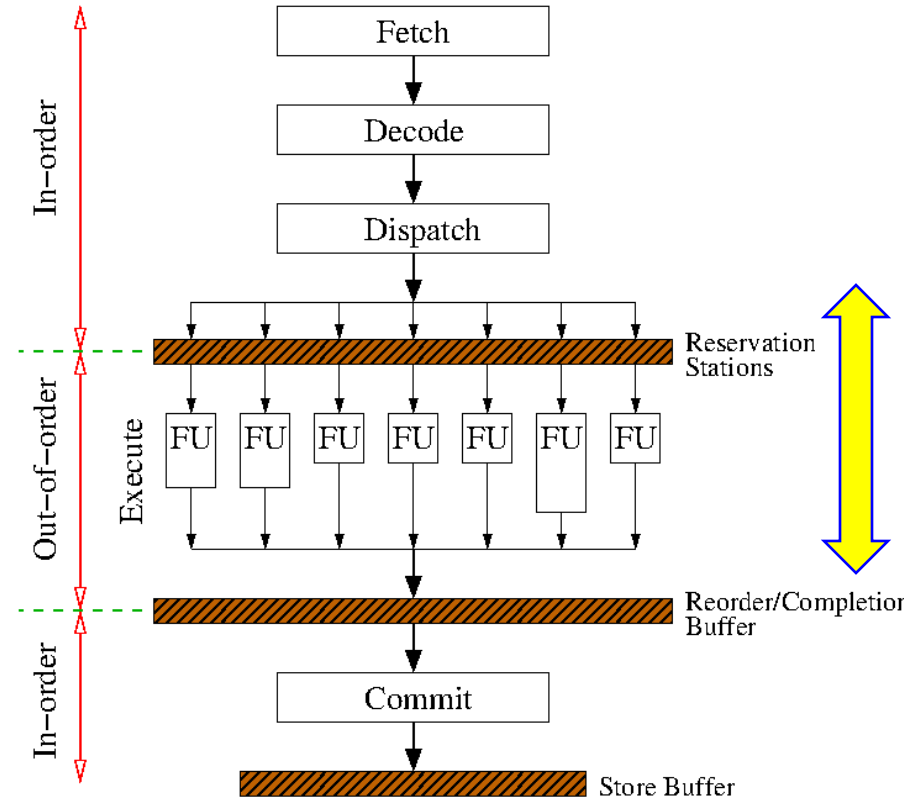 Fetch
Decode
In-order
Dispatch
Reservation
Stations
Out-of-order
Execute
FU FU FU FU FU FU FU
Reorder/Completion
Buffer
In-order
Commit
Store Buffer